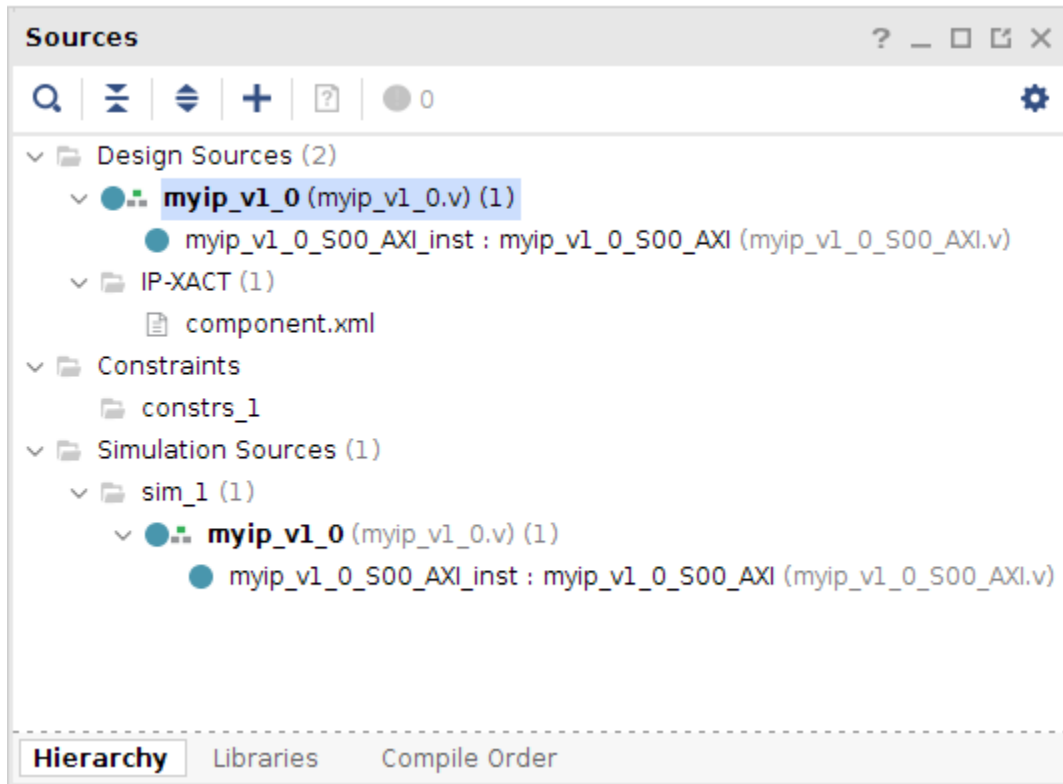 Sources
0
Design Sources (2)
myip_v1_0 (myip_v1_0.v) (1)
myip_v1_0_S00_AXI_inst : myip_v1_0_S00_AXI (myip_v1_0_S00_AXI.v)
IP-XACT (1)
component.xml
Constraints
constrs_1
Simulation Sources (1)
sim_1 (1)
myip_v1_0 (myip_v1_0.v) (1)
myip_v1_0_S00_AXI_inst : myip_v1_0_S00_AXI (myip_v1_0_S00_AXI.v)
Hierarchy Libraries Compile Order